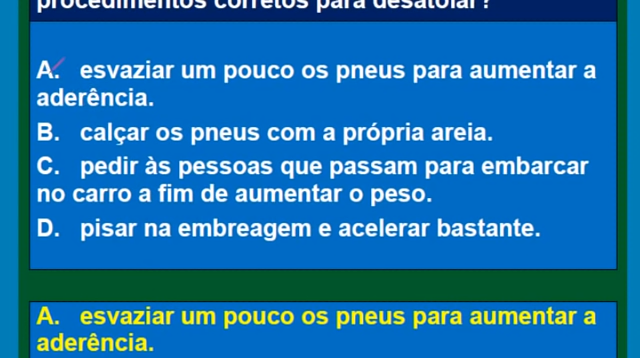 procedimentos corretos para desatolar?
A. esvaziar um pouco os pneus para aumentar a
aderência.
B. calçar os pneus com a própria areia.
C. pedir às pessoas que passam para embarcar
no carro a fim de aumentar o peso.
D. pisar na embreagem e acelerar bastante.
A. esvaziar um pouco os pneus para aumentar a
aderência.